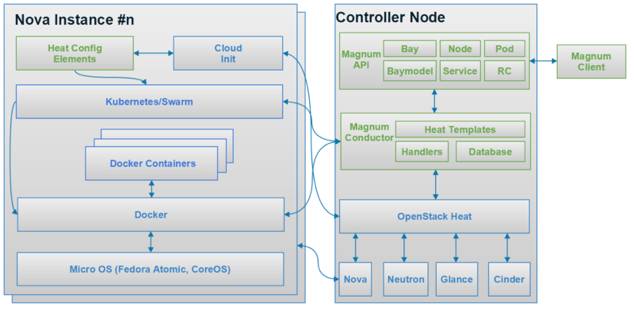 Nova Instance #n
Heat Config
Elements
Cloud
Init
Kubernetes/Swarm
Docker Containers
Docker
Micro OS (Fedora Atomic, CoreOS)
Controller Node
Magnum
API
Bay
Node
Pod
Baymodel
Service
RC
Magnum
Client
Magnum
Conductor
Heat Templates
Handlers
Database
OpenStack Heat
Nova
Neutron
Glance
Cinder